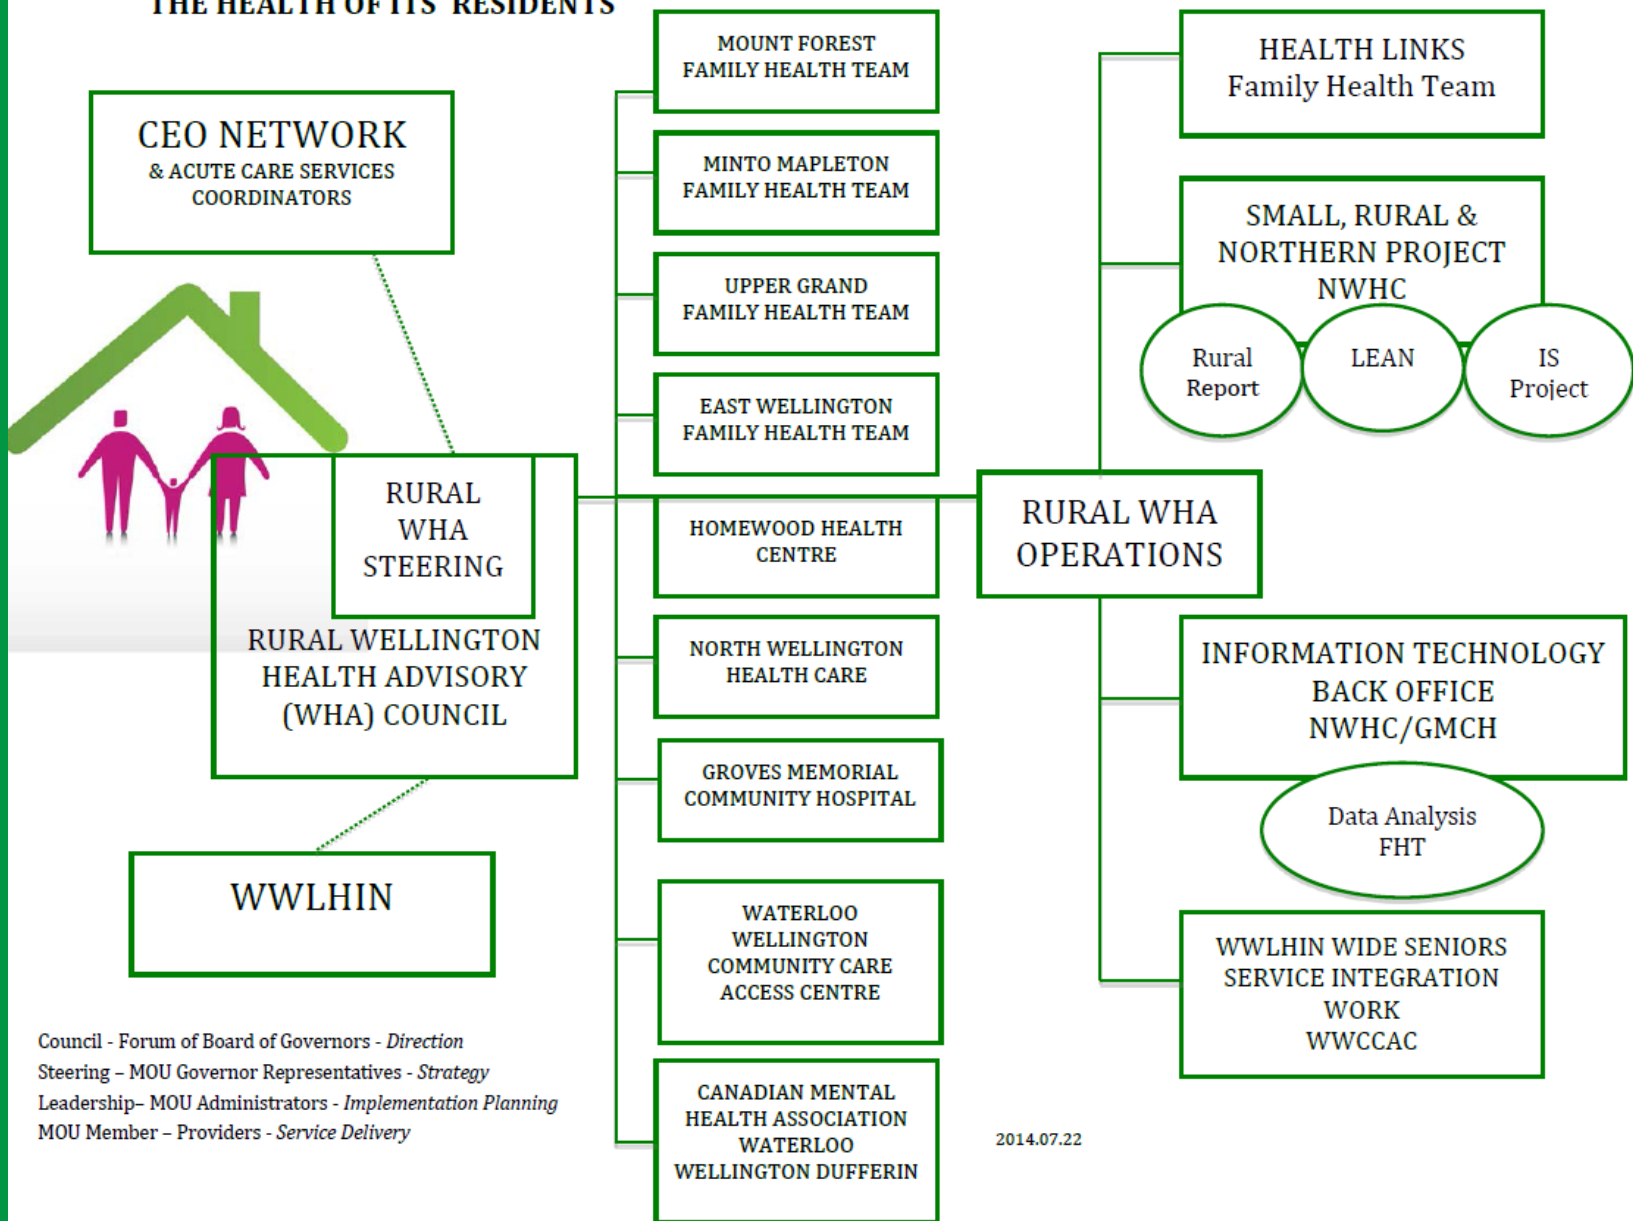 THE HEALTH OF ITS RESIDENTS
CEO NETWORK
& ACUTE CARE SERVICES
COORDINATORS
RURAL
WHA
STEERING
RURAL WELLINGTON
HEALTH ADVISORY
(WHA) COUNCIL
WWLHIN
Council - Forum of Board of Governors - Direction
Steering – MOU Governor Representatives - Strategy
Leadership– MOU Administrators - Implementation Planning
MOU Member – Providers - Service Delivery
MOUNT FOREST
FAMILY HEALTH TEAM
MINTO MAPLETON
FAMILY HEALTH TEAM
UPPER GRAND
FAMILY HEALTH TEAM
EAST WELLINGTON
FAMILY HEALTH TEAM
HOMEWOOD HEALTH
CENTRE
NORTH WELLINGTON
HEALTH CARE
GROVES MEMORIAL
COMMUNITY HOSPITAL
WATERLOO
WELLINGTON
COMMUNITY CARE
ACCESS CENTRE
CANADIAN MENTAL
HEALTH ASSOCIATION
WATERLOO
WELLINGTON DUFFERIN
RURAL WHA
OPERATIONS
HEALTH LINKS
Family Health Team
SMALL, RURAL &
NORTHERN PROJECT
NWHC
Rural
Report
LEAN
IS
Project
INFORMATION TECHNOLOGY
BACK OFFICE
NWHC/GMCH
Data Analysis
FHT
WWLHIN WIDE SENIORS
SERVICE INTEGRATION
WORK
WWCCAC
2014.07.22